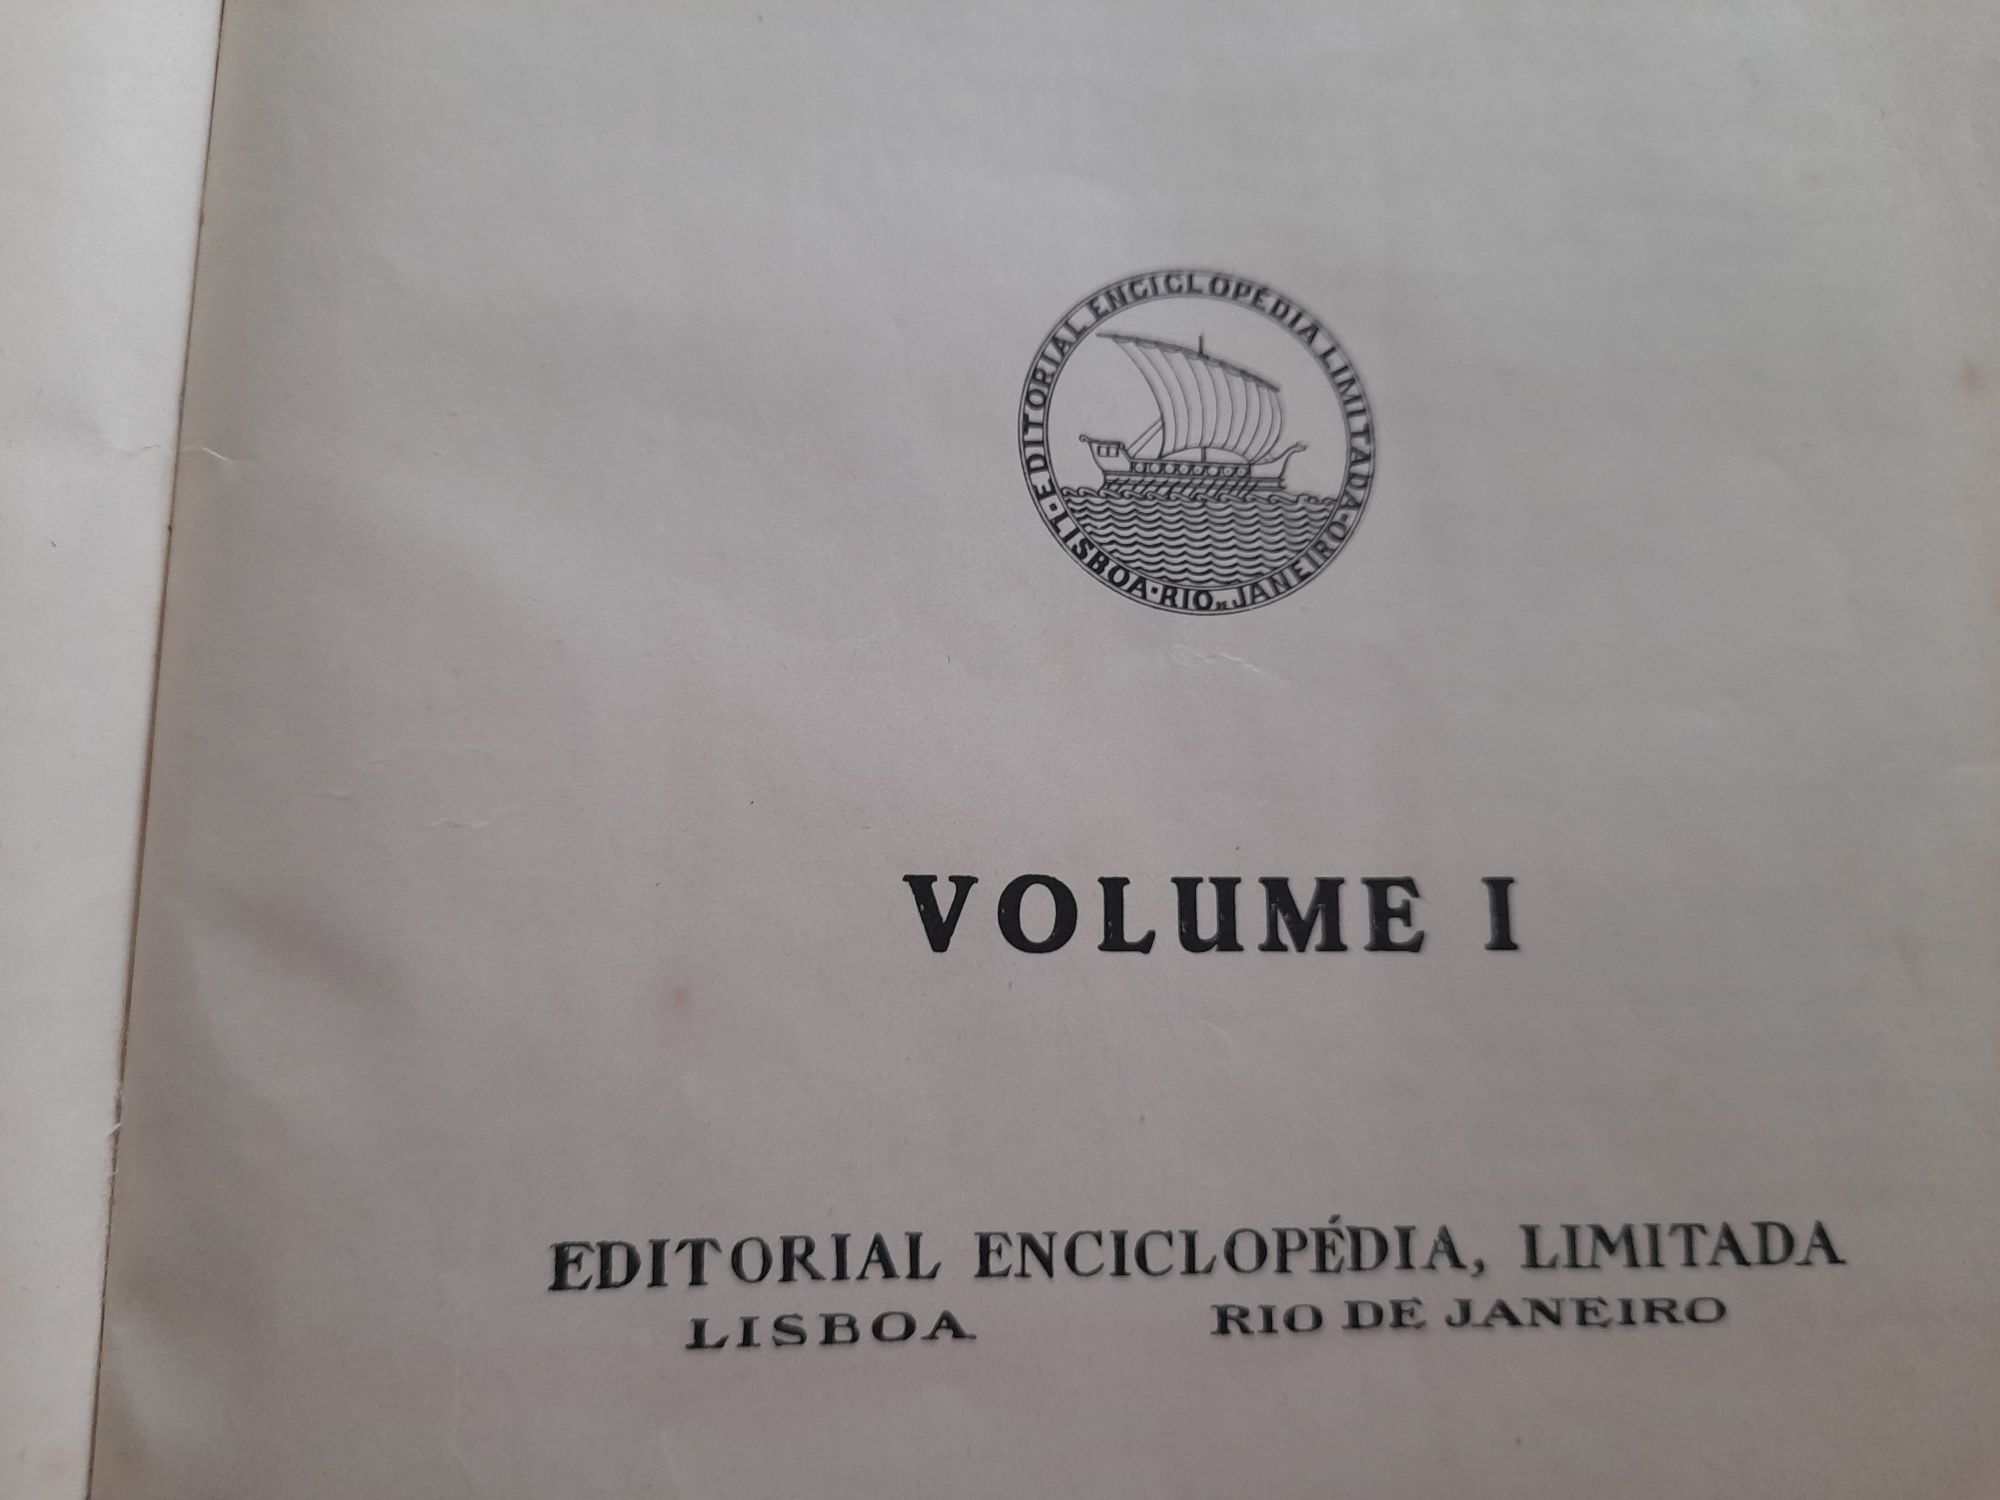 EDITORIAL ENCICLOPÉDIA LIMITADA · LISBOA · RIO DE JANEIRO ·
VOLUME I
EDITORIAL ENCICLOPÉDIA, LIMITADA
LISBOA RIO DE JANEIRO